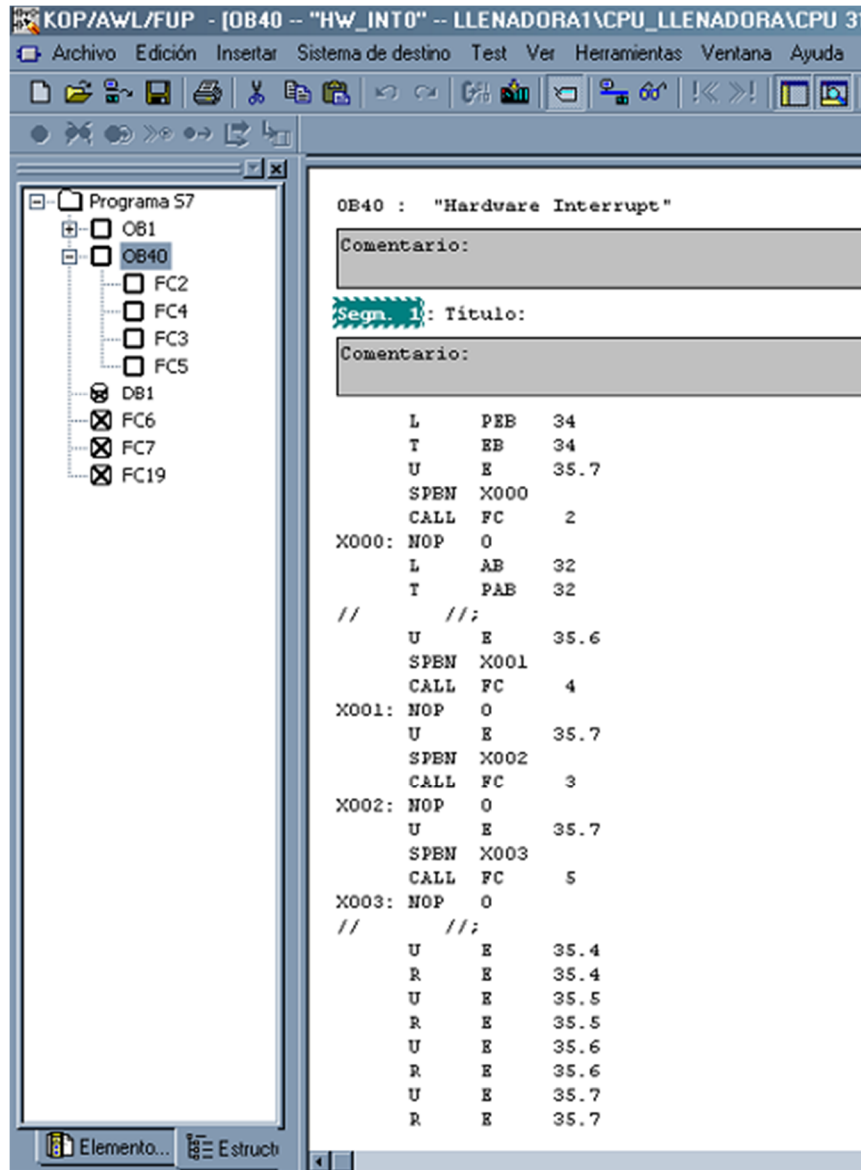 KOP/AWL/FUP - [OB40 -- "HW_INT0" -- LLENADORA1\CPU_LLENADORA\CPU 31
Archivo Edición Insertar Sistema de destino Test Ver Herramientas Ventana Ayuda
Programa S7
OB1
OB40
FC2
FC4
FC3
FC5
DB1
FC6
FC7
FC19
Elemento... Estructu
OB40 : "Hardware Interrupt"
Comentario:
Segm. 1: Título:
Comentario:
L PEB 34
T EB 34
U E 35.7
SPBN X000
CALL FC 2
X000: NOP 0
L AB 32
T PAB 32
// //;
U E 35.6
SPBN X001
CALL FC 4
X001: NOP 0
U E 35.7
SPBN X002
CALL FC 3
X002: NOP 0
U E 35.7
SPBN X003
CALL FC 5
X003: NOP 0
// //;
U E 35.4
R E 35.4
U E 35.5
R E 35.5
U E 35.6
R E 35.6
U E 35.7
R E 35.7